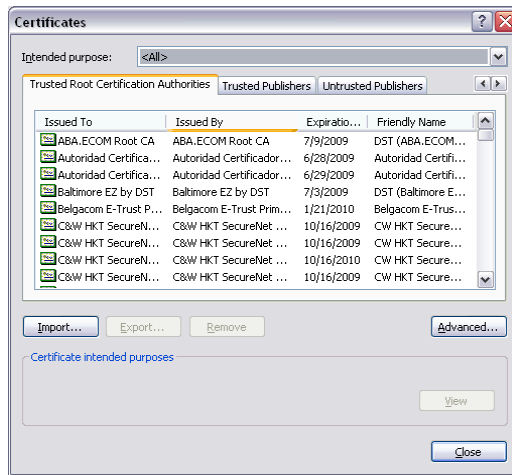 Certificates
Intended purpose: <All>
Trusted Root Certification Authorities Trusted Publishers Untrusted Publishers
Issued To Issued By Expiratio... Friendly Name
ABA.ECOM Root CA ABA.ECOM Root CA 7/9/2009 DST (ABA.ECOM...
Autoridad Certifica... Autoridad Certificador... 6/28/2009 Autoridad Certifi...
Autoridad Certifica... Autoridad Certificador... 6/29/2009 Autoridad Certifi...
Baltimore EZ by DST Baltimore EZ by DST 7/3/2009 DST (Baltimore E...
Belgacom E-Trust P... Belgacom E-Trust Prim... 1/21/2010 Belgacom E-Trus...
C&W HKT SecureN... C&W HKT SecureNet ... 10/16/2009 CW HKT Secure...
C&W HKT SecureN... C&W HKT SecureNet ... 10/16/2009 CW HKT Secure...
C&W HKT SecureN... C&W HKT SecureNet ... 10/16/2010 CW HKT Secure...
C&W HKT SecureN... C&W HKT SecureNet ... 10/16/2009 CW HKT Secure...
Import... Export... Remove Advanced...
Certificate intended purposes
View
Close